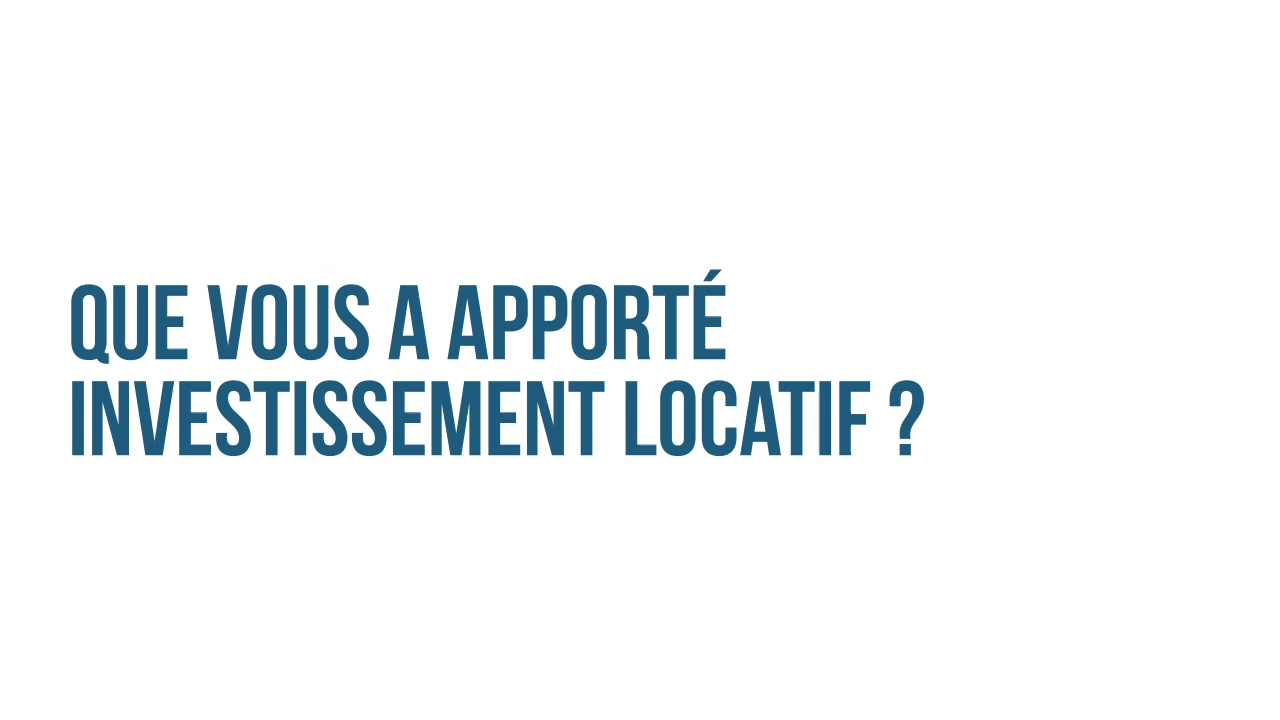 QUE VOUS A APPORTÉ
INVESTISSEMENT LOCATIF ?